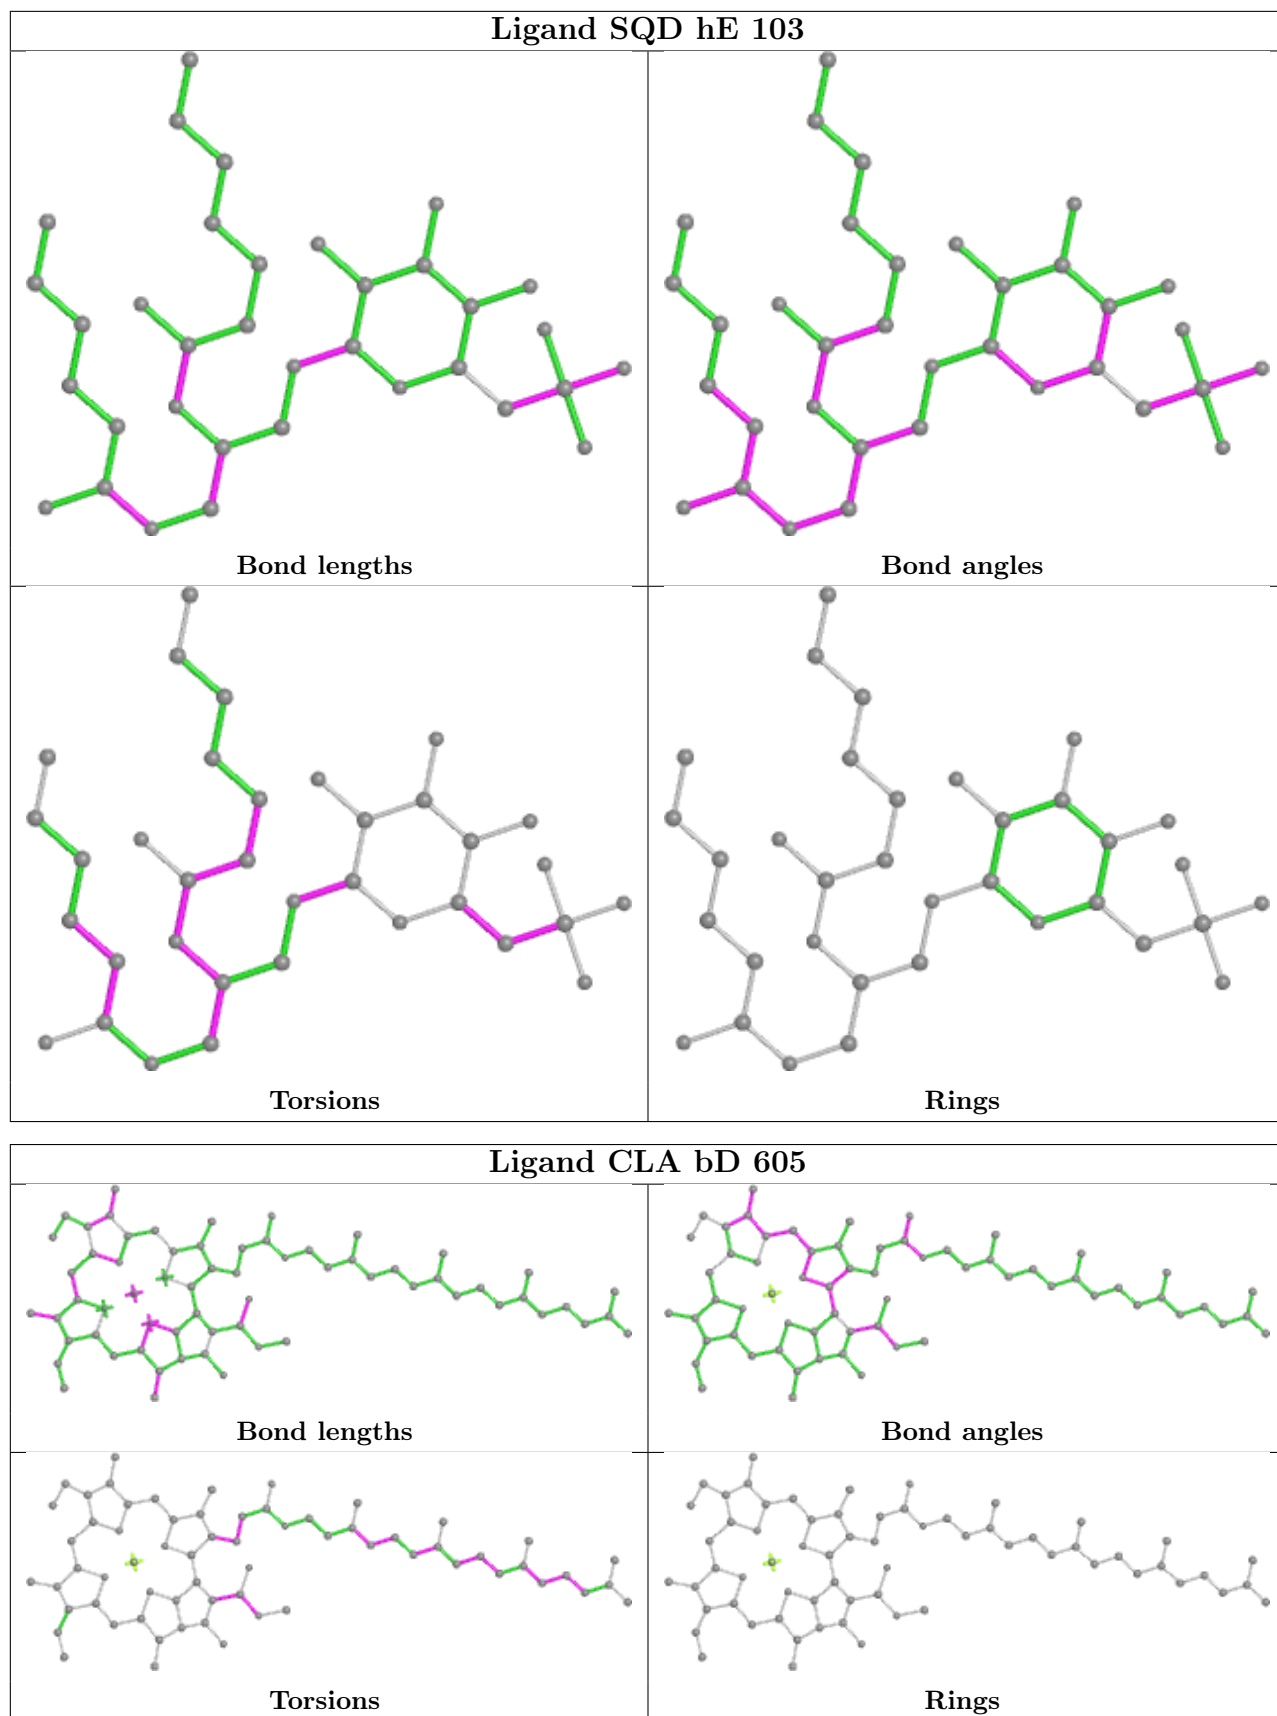 Ligand SQD hE 103
Bond lengths
Bond angles
Torsions
Rings
Ligand CLA bD 605
Bond lengths
Bond angles
Torsions
Rings